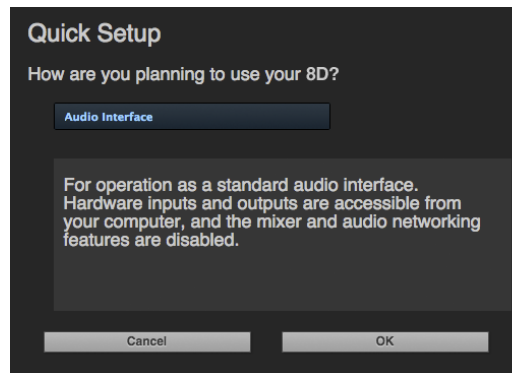 Quick Setup
How are you planning to use your 8D?
Audio Interface
For operation as a standard audio interface.
Hardware inputs and outputs are accessible from
your computer, and the mixer and audio networking
features are disabled.
Cancel
OK